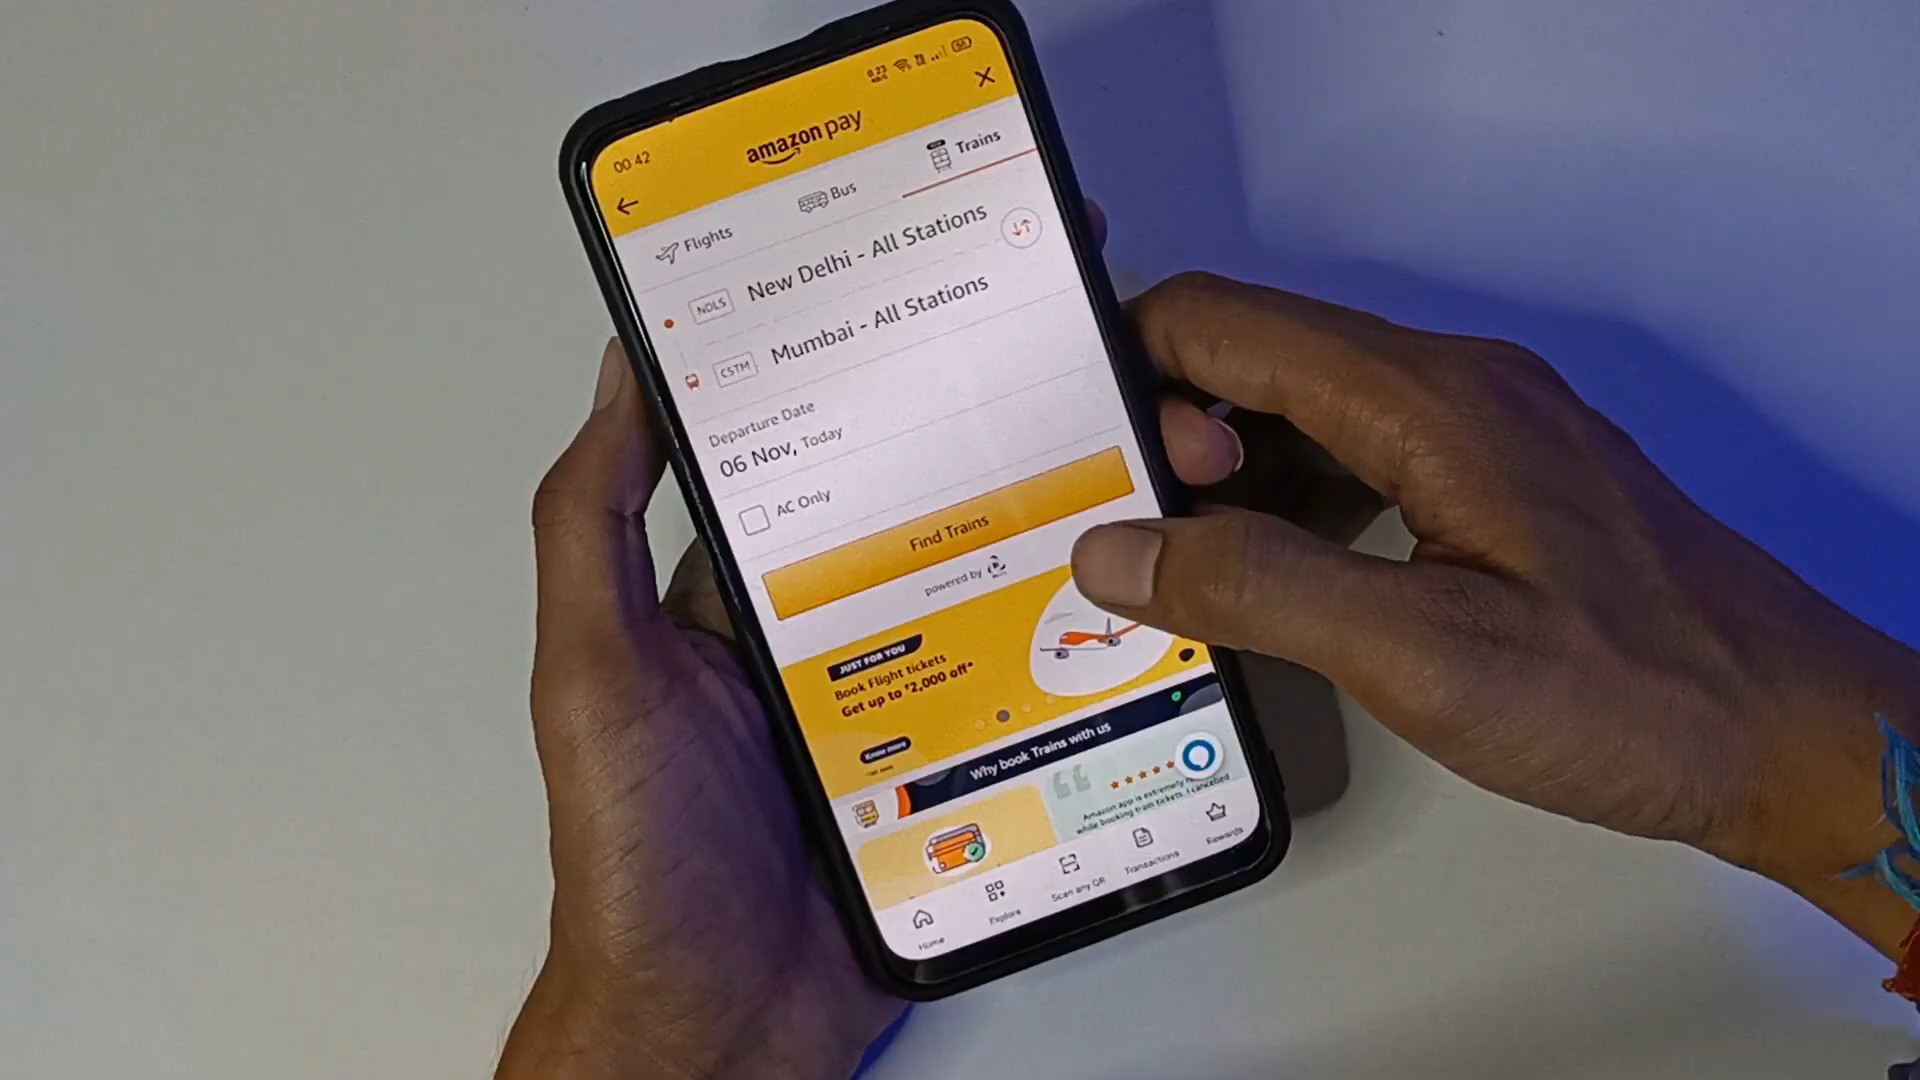 00:42
0.23
KB/S
amazon pay
Flights
Bus
Trains
NDLS
New Delhi - All Stations
CSTM
Mumbai - All Stations
Departure Date
06 Nov, Today
AC Only
Find Trains
powered by
JUST FOR YOU
Book Flight tickets
Get up to ₹2,000 off*
Know more
Why book Trains with us
Amazon app is extremely
while booking train tickets. I cancelled
Home
Explore
Scan any QR
Transactions
Rewards